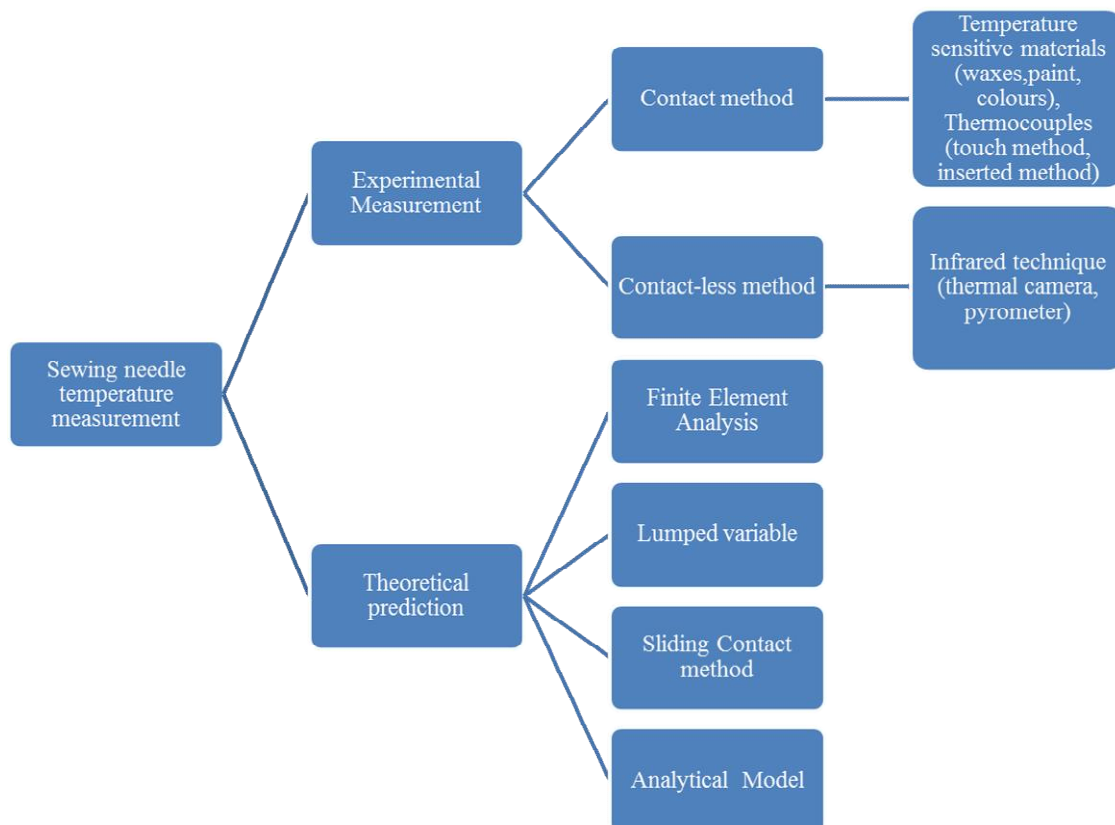 Sewing needle
temperature
measurement
Experimental
Measurement
Contact method
Temperature
sensitive materials
(waxes,paint,
colours),
Thermocouples
(touch method,
inserted method)
Contact-less method
Infrared technique
(thermal camera,
pyrometer)
Theoretical
prediction
Finite Element
Analysis
Lumped variable
Sliding Contact
method
Analytical Model